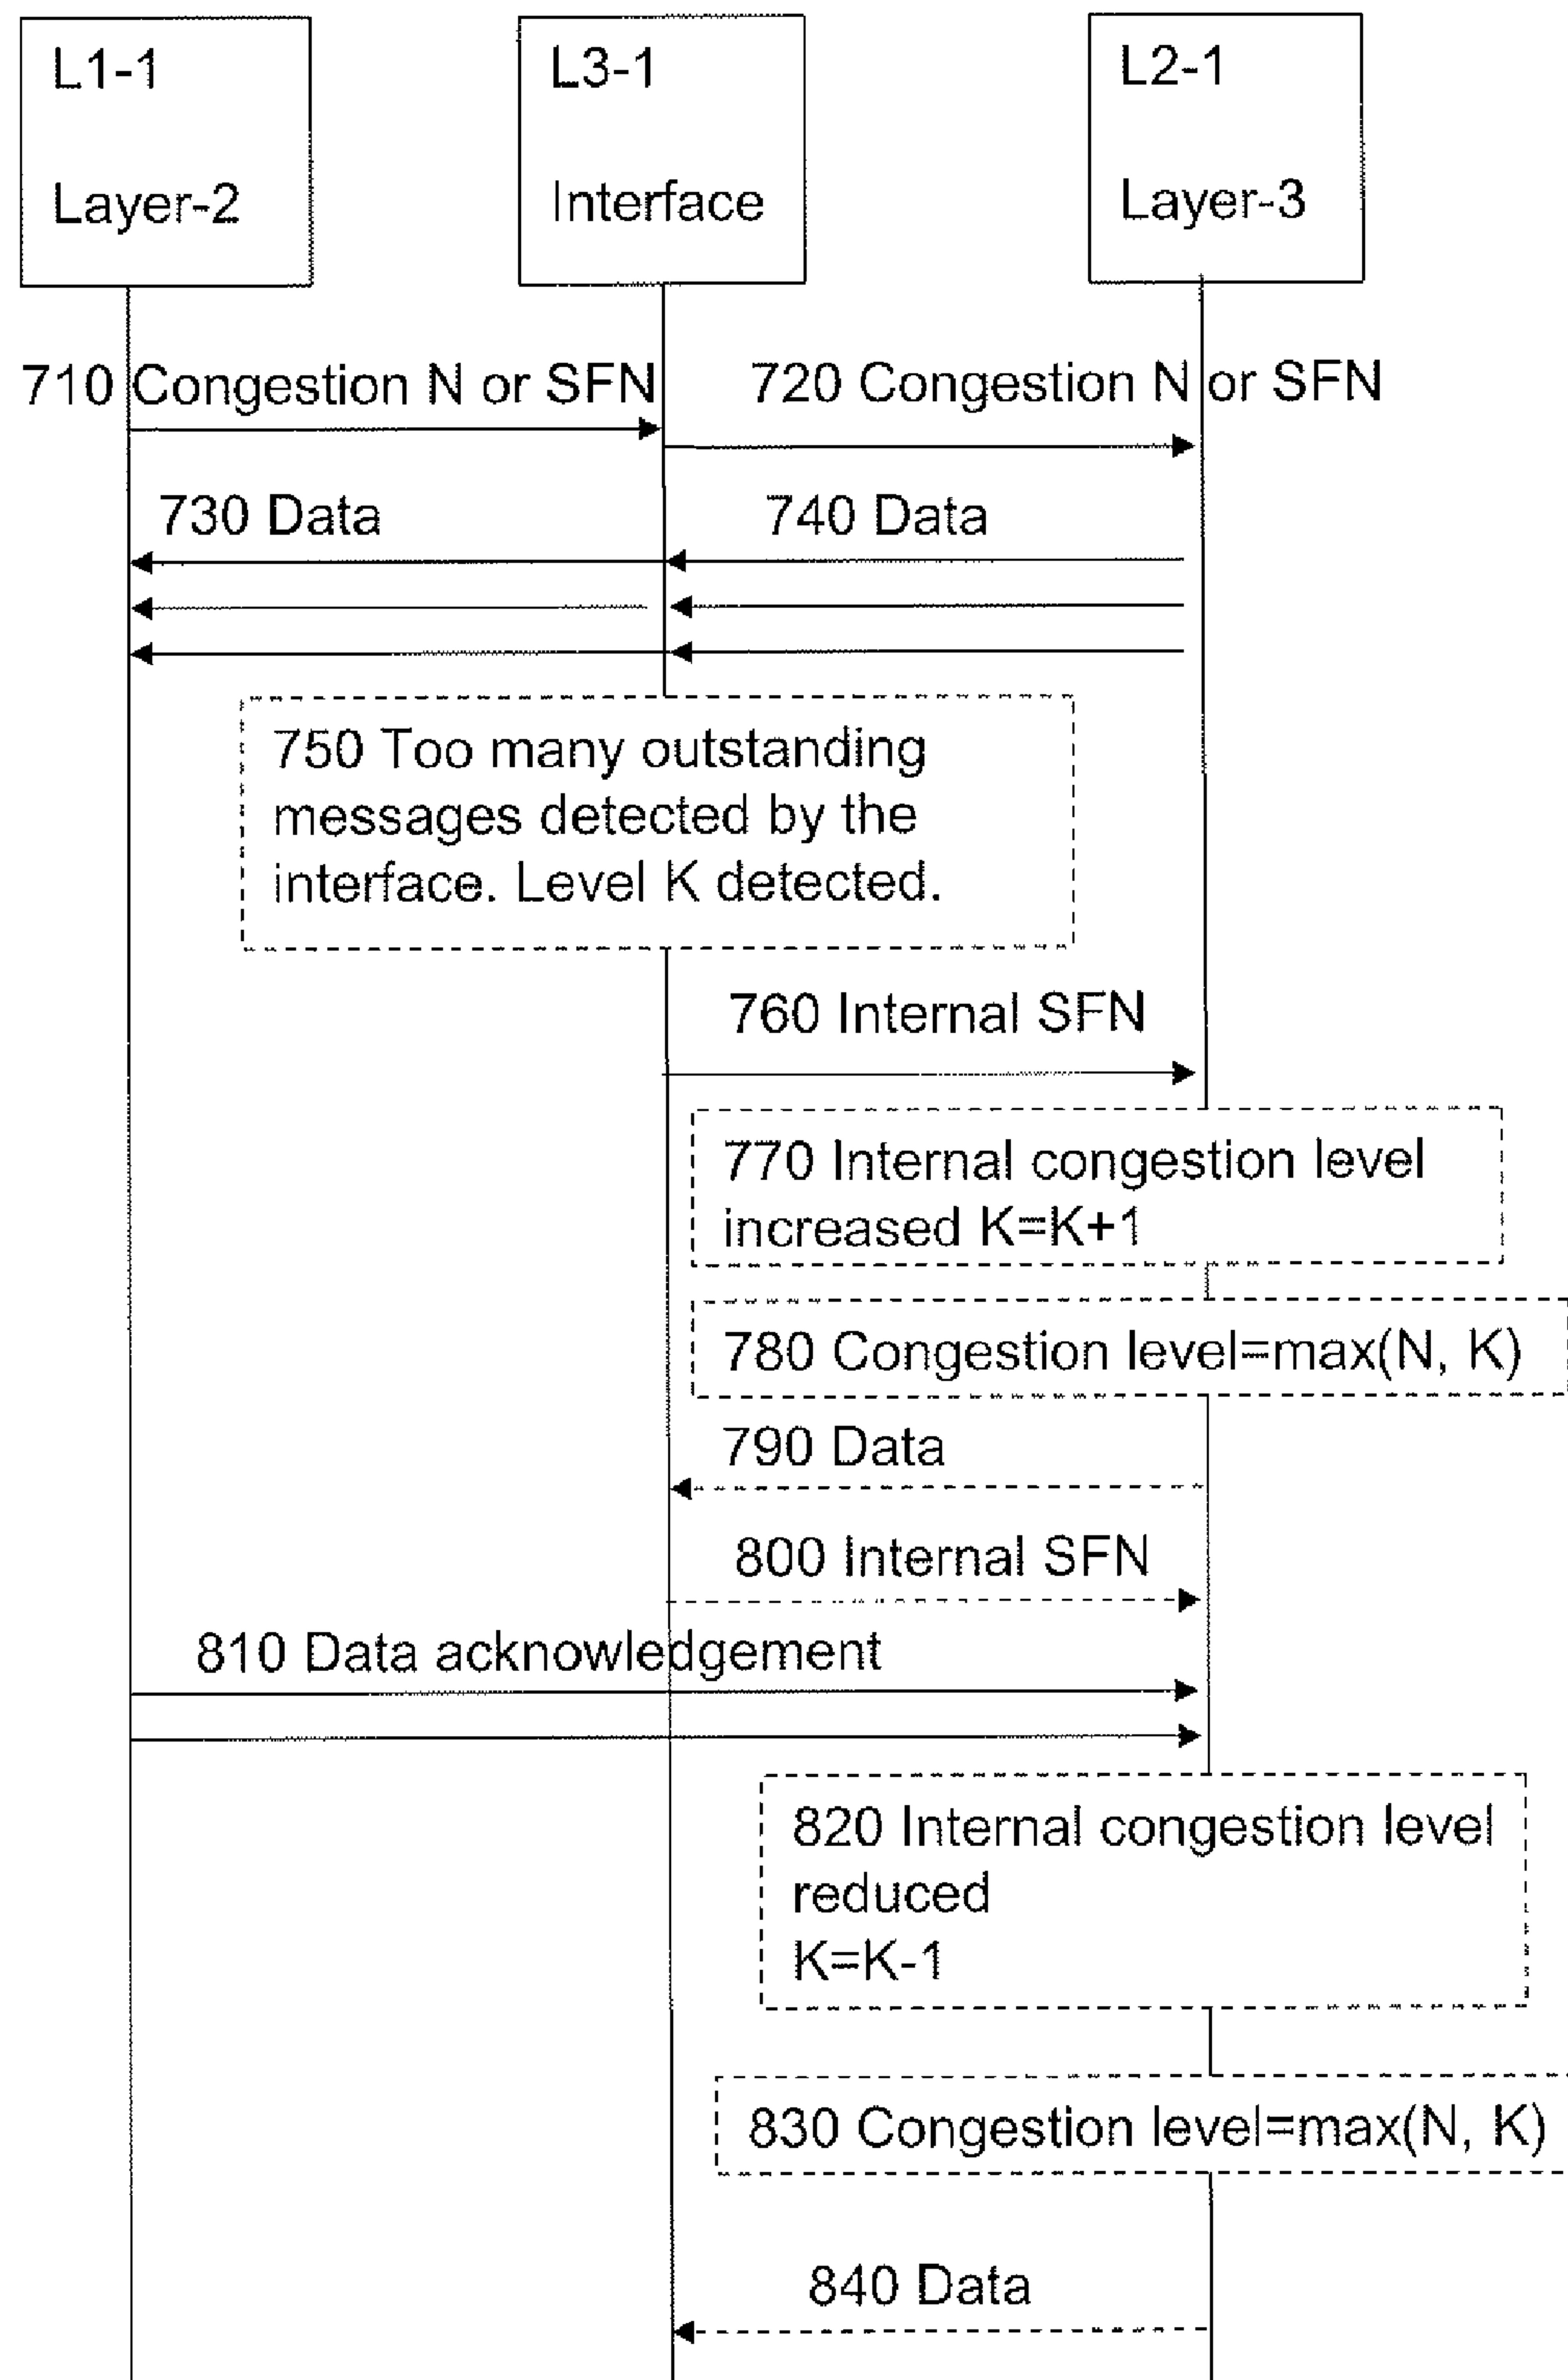 L1-1
Layer-2
L3-1
Interface
L2-1
Layer-3
710 Congestion N or SFN
720 Congestion N or SFN
730 Data
740 Data
750 Too many outstanding
messages detected by the
interface. Level K detected.
760 Internal SFN
770 Internal congestion level
increased K=K+1
780 Congestion level=max(N, K)
790 Data
800 Internal SFN
810 Data acknowledgement
820 Internal congestion level
reduced
K=K-1
830 Congestion level=max(N, K)
840 Data